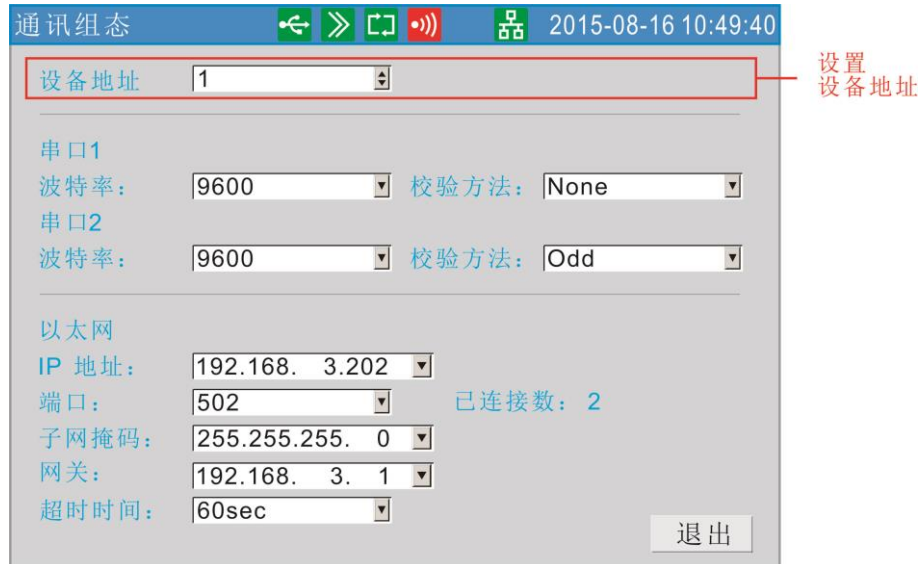 通讯组态 2015-08-16 10:49:40
设备地址 1
设置
设备地址
串口1
波特率： 9600 校验方法： None
串口2
波特率： 9600 校验方法： Odd
以太网
IP 地址： 192.168. 3.202
端口： 502 已连接数： 2
子网掩码： 255.255.255. 0
网关： 192.168. 3. 1
超时时间： 60sec
退出